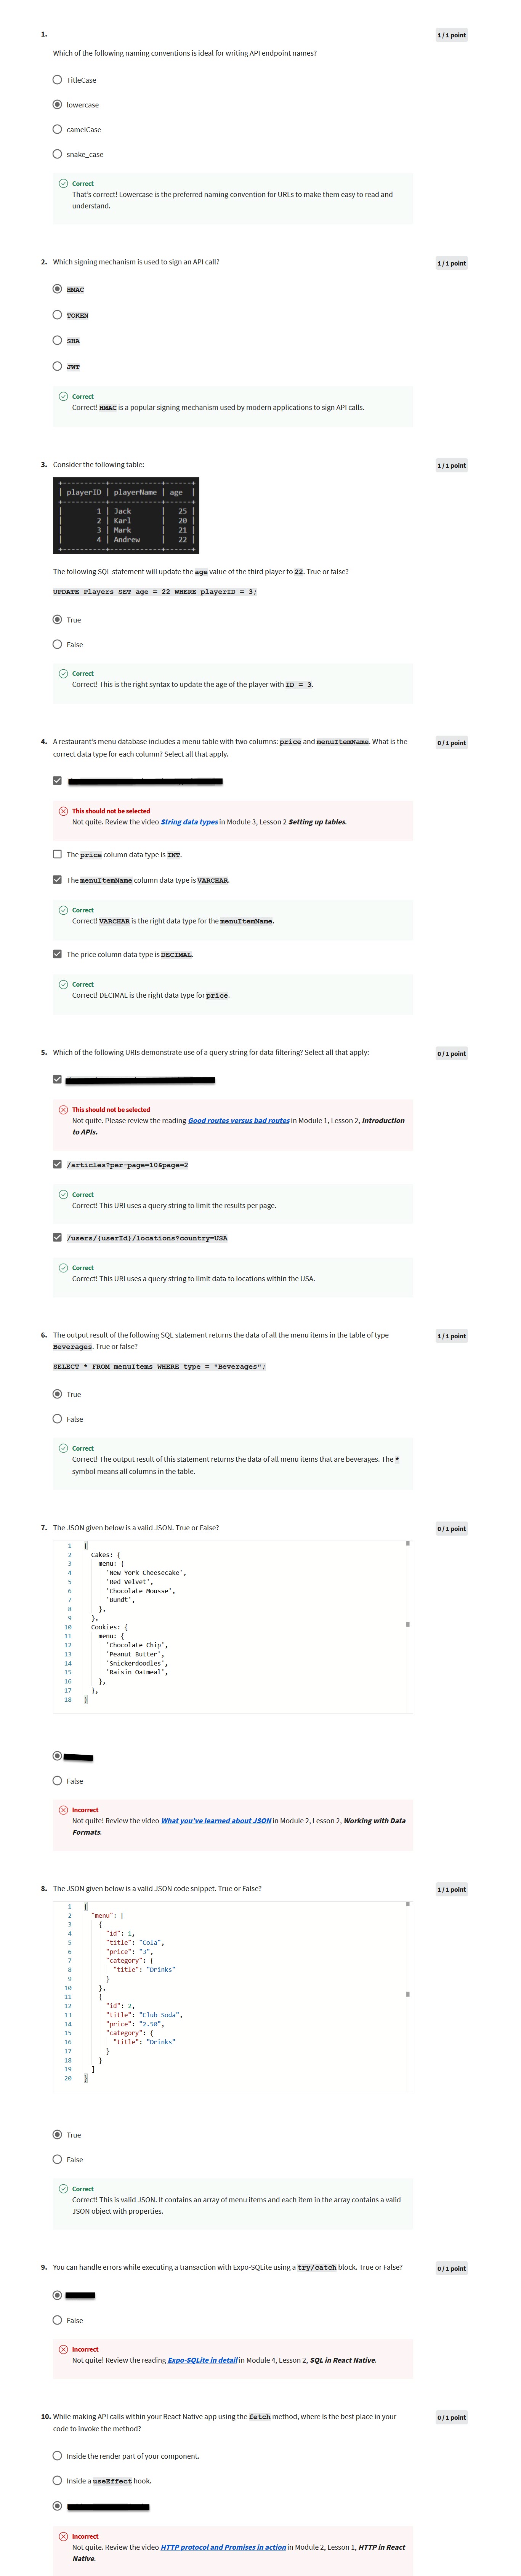 1.
1 / 1 point
Which of the following naming conventions is ideal for writing API endpoint names?
TitleCase
lowercase
camelCase
snake_case
Correct
That's correct! Lowercase is the preferred naming convention for URLs to make them easy to read and
understand.
2. Which signing mechanism is used to sign an API call?
1 / 1 point
HMAC
TOKEN
SHA
JWT
Correct
Correct! HMAC is a popular signing mechanism used by modern applications to sign API calls.
3. Consider the following table:
1 / 1 point
+----------+------------+------+
| playerID | playerName | age |
+----------+------------+------+
| 1 | Jack | 25 |
| 2 | Karl | 20 |
| 3 | Mark | 21 |
| 4 | Andrew | 22 |
+----------+------------+------+
The following SQL statement will update the age value of the third player to 22. True or false?
UPDATE Players SET age = 22 WHERE playerID = 3;
True
False
Correct
Correct! This is the right syntax to update the age of the player with ID = 3.
4. A restaurant's menu database includes a menu table with two columns: price and menuItemName. What is the
0 / 1 point
correct data type for each column? Select all that apply.
This should not be selected
Not quite. Review the video String data types in Module 3, Lesson 2 Setting up tables.
The price column data type is INT.
The menuItemName column data type is VARCHAR.
Correct
Correct! VARCHAR is the right data type for the menuItemName.
The price column data type is DECIMAL.
Correct
Correct! DECIMAL is the right data type for price.
5. Which of the following URIs demonstrate use of a query string for data filtering? Select all that apply:
0 / 1 point
This should not be selected
Not quite. Please review the reading Good routes versus bad routes in Module 1, Lesson 2, Introduction
to APIs.
/articles?per-page=10&page=2
Correct
Correct! This URI uses a query string to limit the results per page.
/users/{userId}/locations?country=USA
Correct
Correct! This URI uses a query string to limit data to locations within the USA.
6. The output result of the following SQL statement returns the data of all the menu items in the table of type
1 / 1 point
Beverages. True or false?
SELECT * FROM menuItems WHERE type = "Beverages";
True
False
Correct
Correct! The output result of this statement returns the data of all menu items that are beverages. The *
symbol means all columns in the table.
7. The JSON given below is a valid JSON. True or False?
0 / 1 point
1 {
2 Cakes: {
3 menu: {
4 'New York Cheesecake',
5 'Red Velvet',
6 'Chocolate Mousse',
7 'Bundt',
8 },
9 },
10 Cookies: {
11 menu: {
12 'Chocolate Chip',
13 'Peanut Butter',
14 'Snickerdoodles',
15 'Raisin Oatmeal',
16 },
17 },
18 }
False
Incorrect
Not quite! Review the video What you've learned about JSON in Module 2, Lesson 2, Working with Data
Formats.
8. The JSON given below is a valid JSON code snippet. True or False?
1 / 1 point
1 {
2 "menu": [
3 {
4 "id": 1,
5 "title": "Cola",
6 "price": "3",
7 "category": {
8 "title": "Drinks"
9 }
10 },
11 {
12 "id": 2,
13 "title": "Club Soda",
14 "price": "2.50",
15 "category": {
16 "title": "Drinks"
17 }
18 }
19 ]
20 }
True
False
Correct
Correct! This is valid JSON. It contains an array of menu items and each item in the array contains a valid
JSON object with properties.
9. You can handle errors while executing a transaction with Expo-SQLite using a try/catch block. True or False?
0 / 1 point
False
Incorrect
Not quite! Review the reading Expo-SQLite in detail in Module 4, Lesson 2, SQL in React Native.
10. While making API calls within your React Native app using the fetch method, where is the best place in your
0 / 1 point
code to invoke the method?
Inside the render part of your component.
Inside a useEffect hook.
Incorrect
Not quite. Review the video HTTP protocol and Promises in action in Module 2, Lesson 1, HTTP in React
Native.